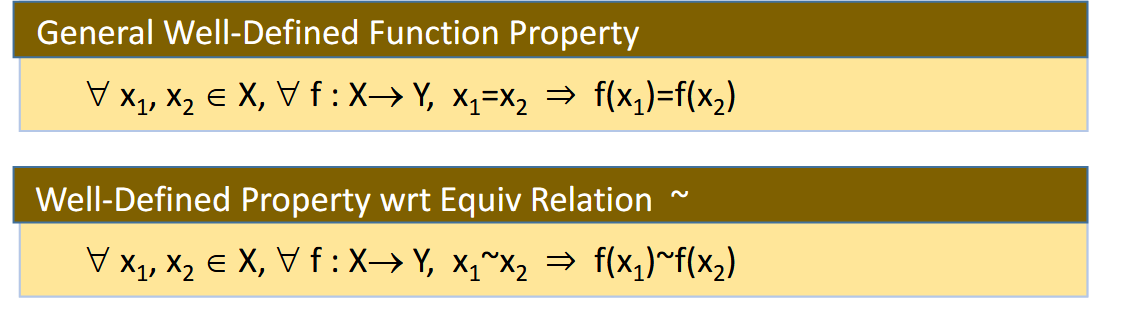 General Well-Defined Function Property
∀ x₁, x₂ ∈ X, ∀ f : X→ Y, x₁=x₂ ⇒ f(x₁)=f(x₂)
Well-Defined Property wrt Equiv Relation ~
∀ x₁, x₂ ∈ X, ∀ f : X→ Y, x₁~x₂ ⇒ f(x₁)~f(x₂)